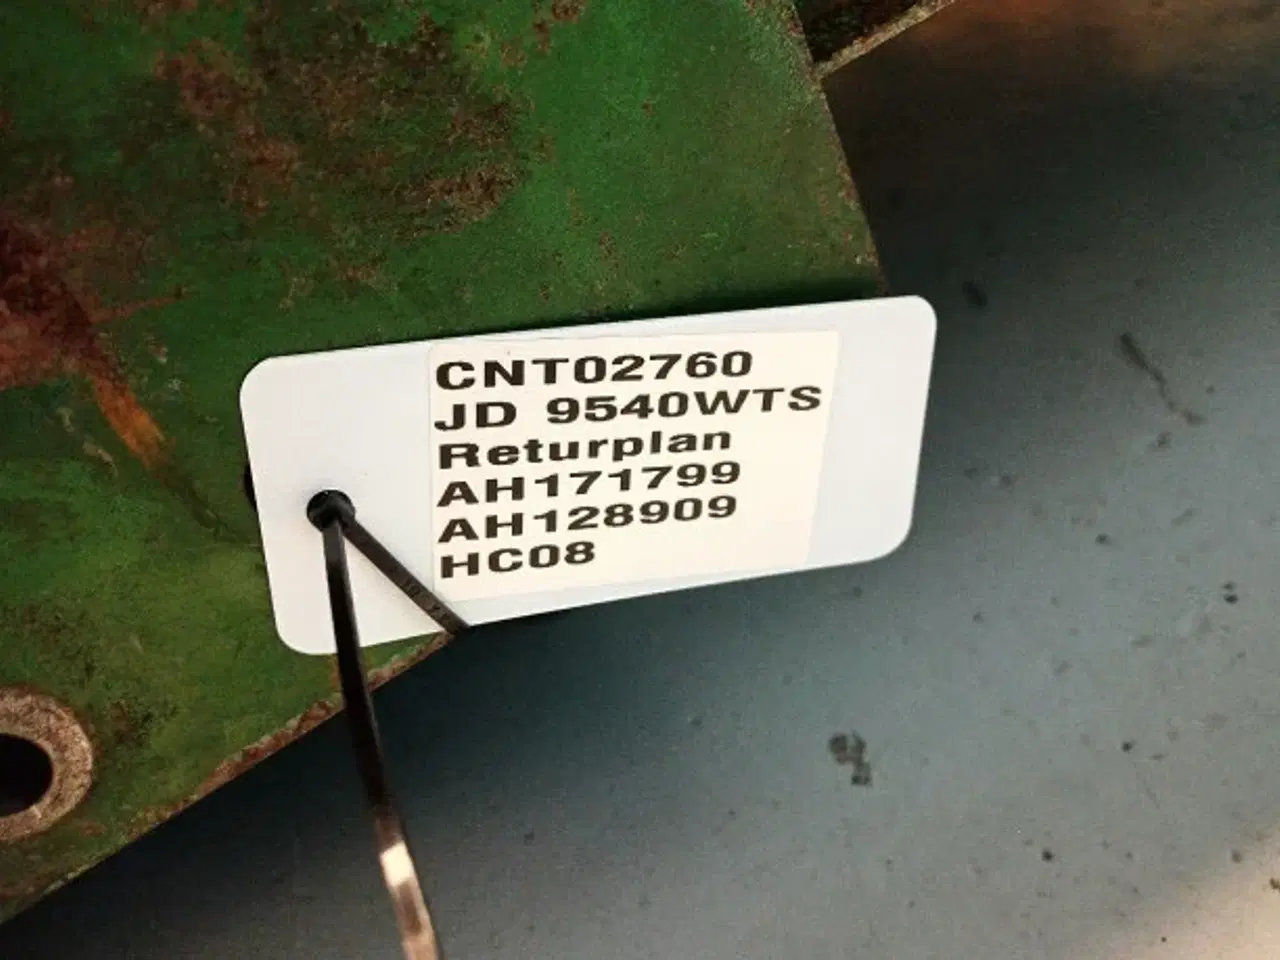 CNT02760
JD 9540WTS
Returplan
AH171799
AH128909
HC08